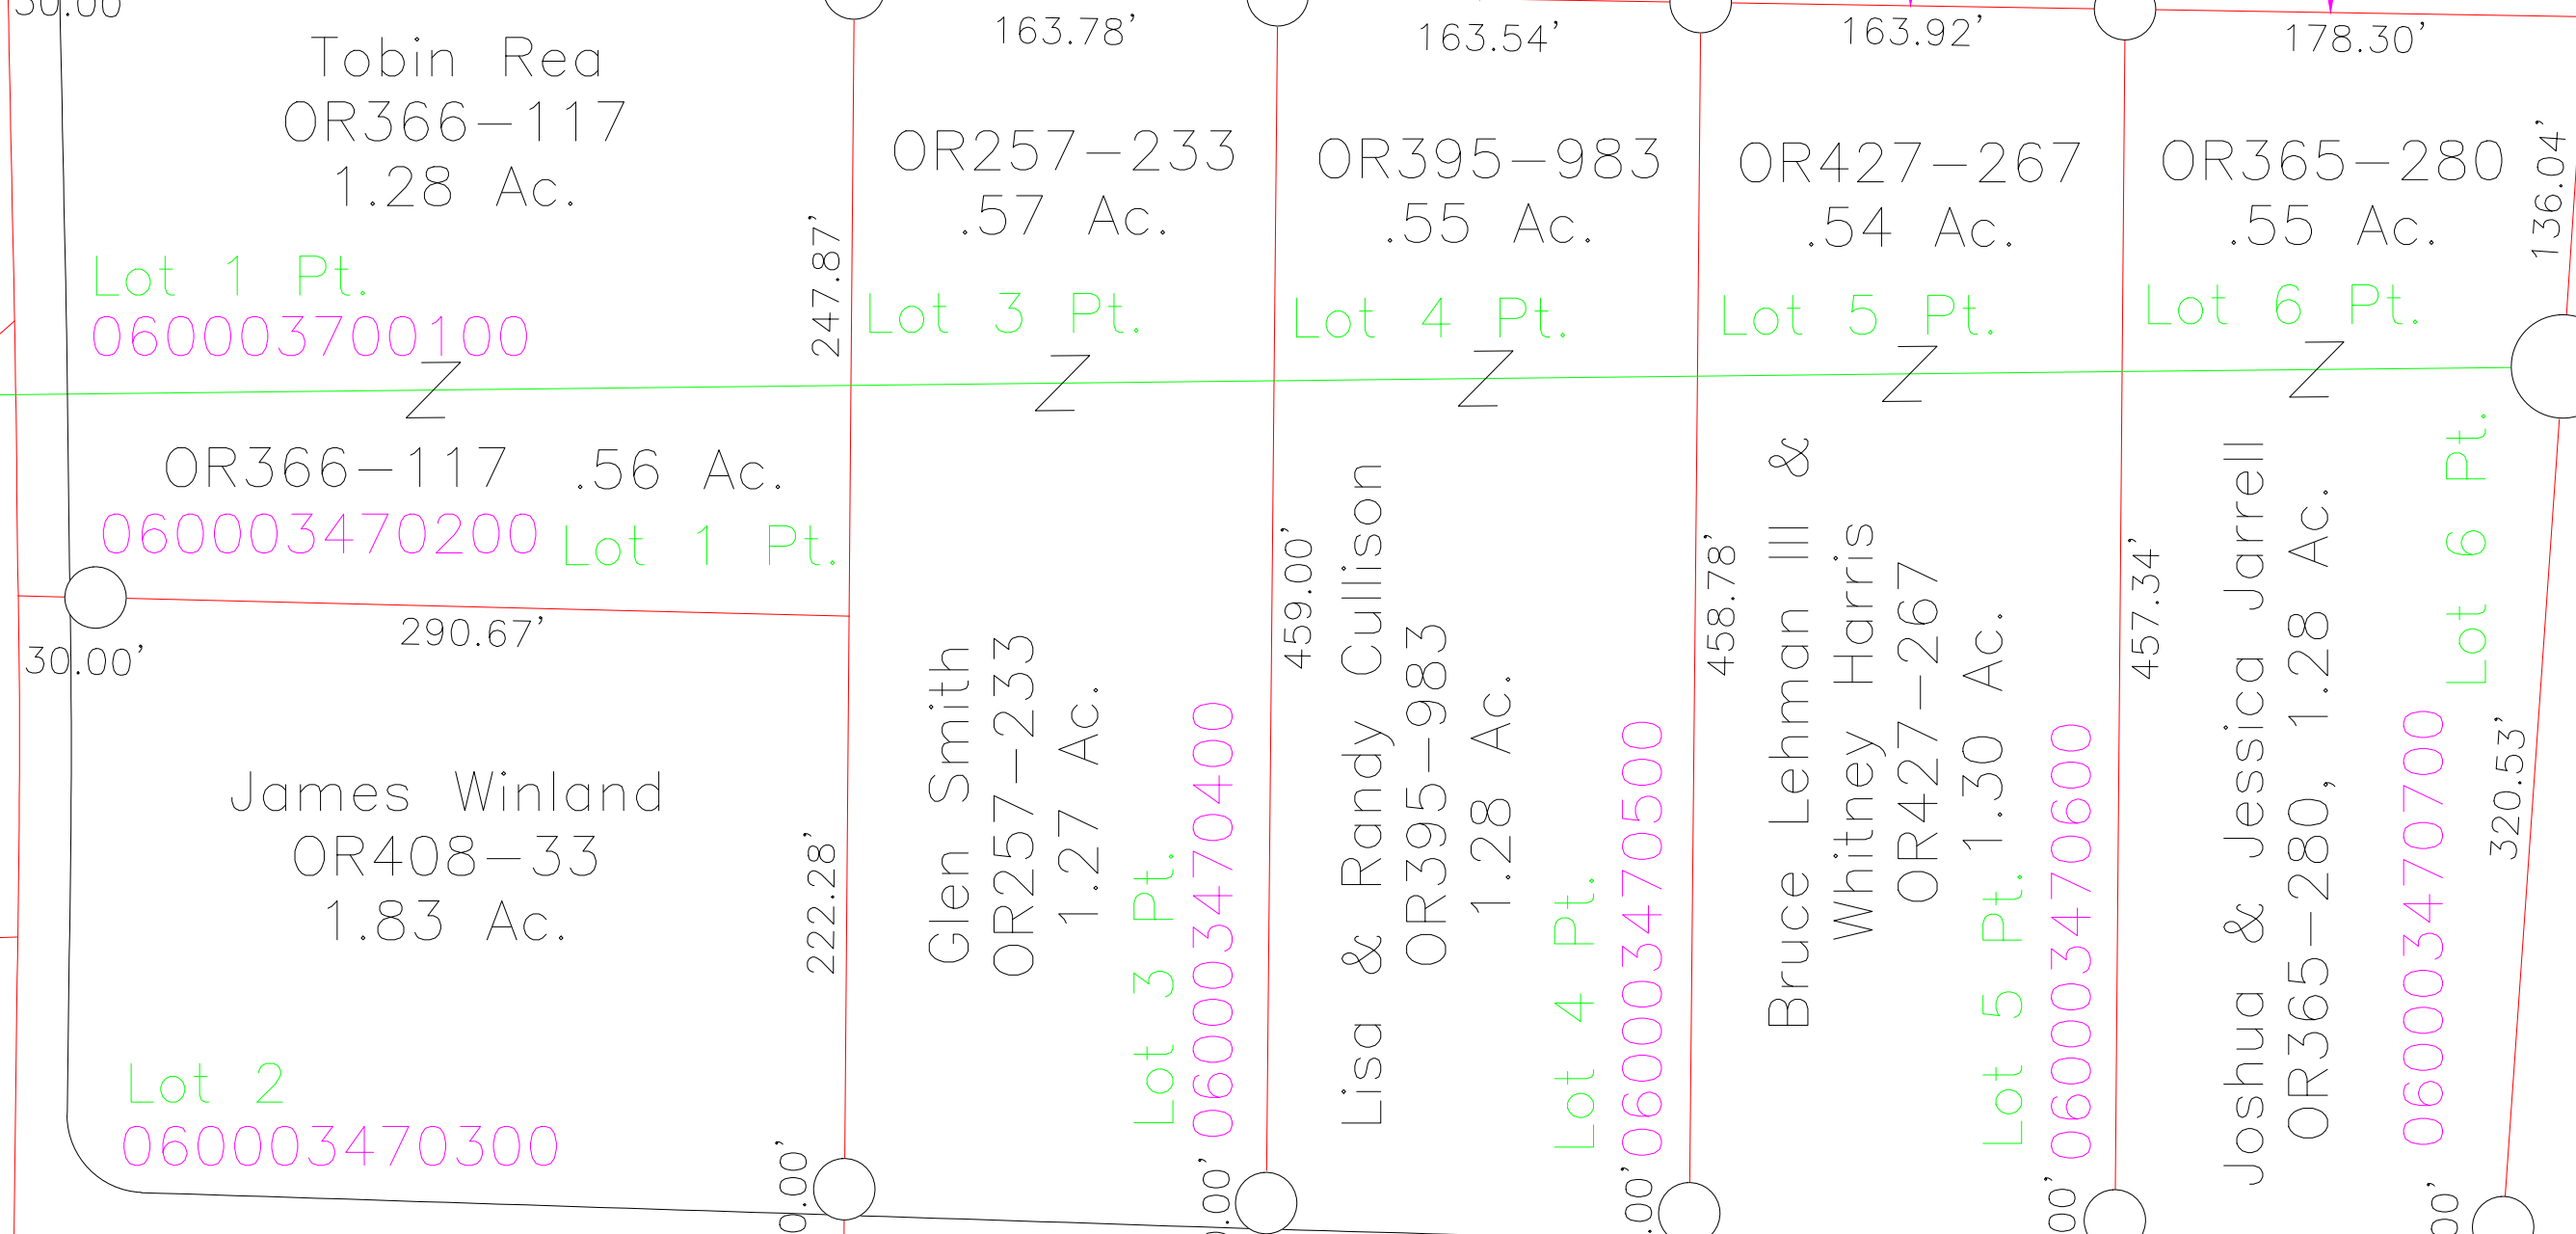 30.00'
163.78'
163.54'
163.92'
178.30'
Tobin Rea
OR366-117
1.28 Ac.
Lot 1 Pt.
060003700100
247.87'
OR257-233
.57 Ac.
Lot 3 Pt.
OR395-983
.55 Ac.
Lot 4 Pt.
OR427-267
.54 Ac.
Lot 5 Pt.
OR365-280
.55 Ac.
Lot 6 Pt.
136.04'
OR366-117 .56 Ac.
060003470200
Lot 1 Pt.
290.67'
30.00'
James Winland
OR408-33
1.83 Ac.
Lot 2
060003470300
222.28'
Glen Smith
OR257-233
1.27 Ac.
Lot 3 Pt.
060003470400
459.00'
Lisa & Randy Cullison
OR395-983
1.28 Ac.
Lot 4 Pt.
060003470500
458.78'
Bruce Lehman III &
Whitney Harris
OR427-267
1.30 Ac.
Lot 5 Pt.
060003470600
457.34'
Joshua & Jessica Jarrell
OR365-280, 1.28 Ac.
060003470700
Lot 6 Pt.
320.53'